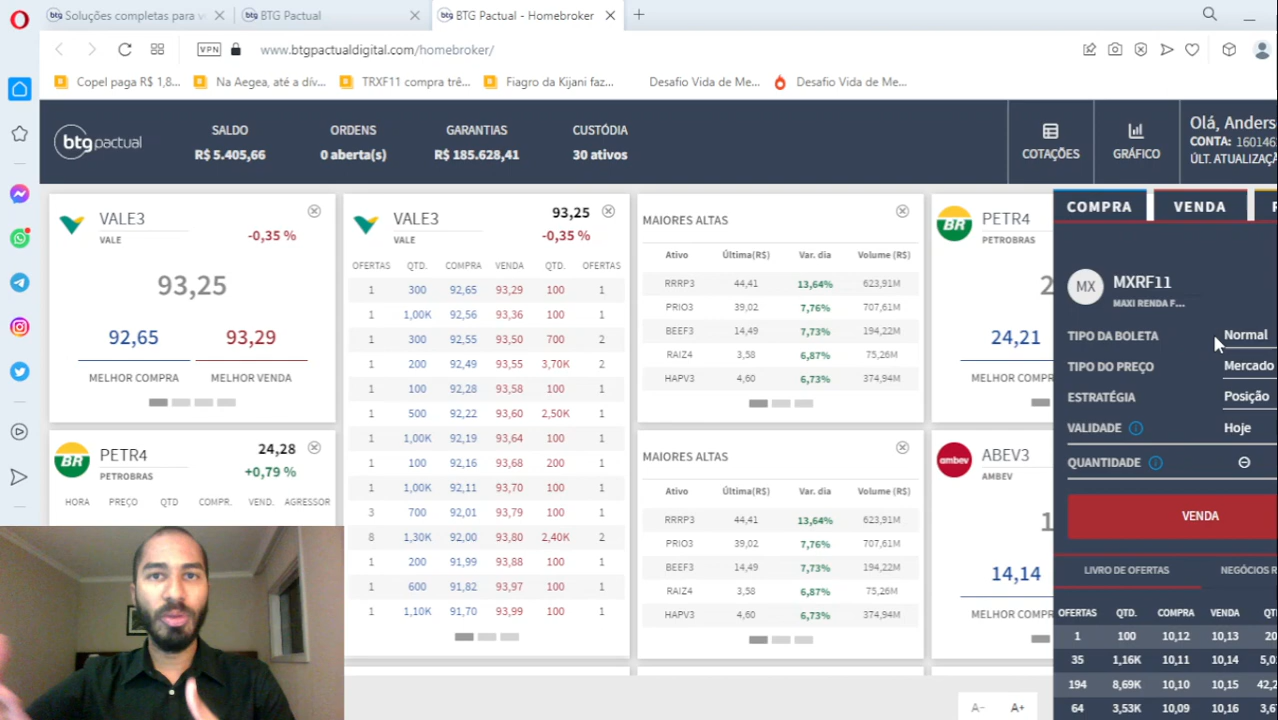 Soluções completas para v
BTG Pactual
BTG Pactual - Homebroker
VPN
www.btgpactualdigital.com/homebroker/
Copel paga R$ 1,8...
Na Aegea, até a dív...
TRXF11 compra trê...
Fiagro da Kijani faz...
Desafio Vida de Me...
Desafio Vida de Me...
btg pactual
SALDO
R$ 5.405,66
ORDENS
0 aberta(s)
GARANTIAS
R$ 185.628,41
CUSTÓDIA
30 ativos
COTAÇÕES
GRÁFICO
Olá, Anders
CONTA: 160146
ÚLT. ATUALIZAÇÃ
VALE3
VALE
-0,35 %
93,25
92,65
93,29
MELHOR COMPRA
MELHOR VENDA
VALE3
VALE
93,25
-0,35 %
OFERTAS QTD. COMPRA VENDA QTD. OFERTAS
1 300 92,65 93,29 100 1
1 1,00K 92,56 93,36 100 1
1 300 92,55 93,50 700 2
1 200 92,49 93,55 3,70K 2
1 100 92,28 93,58 100 1
1 500 92,22 93,60 2,50K 1
1 1,00K 92,19 93,64 100 1
1 100 92,16 93,68 200 1
1 1,00K 92,11 93,70 100 1
3 700 92,01 93,79 100 1
8 1,30K 92,00 93,80 2,40K 2
1 200 91,99 93,88 100 1
1 600 91,82 93,97 100 1
1 1,10K 91,70 93,99 100 1
MAIORES ALTAS
Ativo Última(R$) Var. dia Volume (R$)
RRRP3 44,41 13,64% 623,91M
PRIO3 39,02 7,76% 707,61M
BEEF3 14,49 7,73% 194,22M
RAIZ4 3,58 6,87% 75,26M
HAPV3 4,60 6,73% 374,94M
PETR4
PETROBRAS
2
24,21
MELHOR COMP
PETR4
PETROBRAS
24,28
+0,79 %
HORA PREÇO QTD COMPR. VEND. AGRESSOR
MAIORES ALTAS
Ativo Última(R$) Var. dia Volume (R$)
RRRP3 44,41 13,64% 623,91M
PRIO3 39,02 7,76% 707,61M
BEEF3 14,49 7,73% 194,22M
RAIZ4 3,58 6,87% 75,26M
HAPV3 4,60 6,73% 374,94M
ambev
ABEV3
AMBEV
1
14,14
MELHOR COMP
COMPRA
VENDA
MX
MXRF11
MAXI RENDA F...
TIPO DA BOLETA Normal
TIPO DO PREÇO Mercado
ESTRATÉGIA Posição
VALIDADE Hoje
QUANTIDADE
VENDA
LIVRO DE OFERTAS
NEGÓCIOS R
OFERTAS QTD. COMPRA VENDA QT
1 100 10,12 10,13 20
35 1,16K 10,11 10,14 5,0
194 8,69K 10,10 10,15 42,2
64 3,53K 10,09 10,16 3,6
A- A+